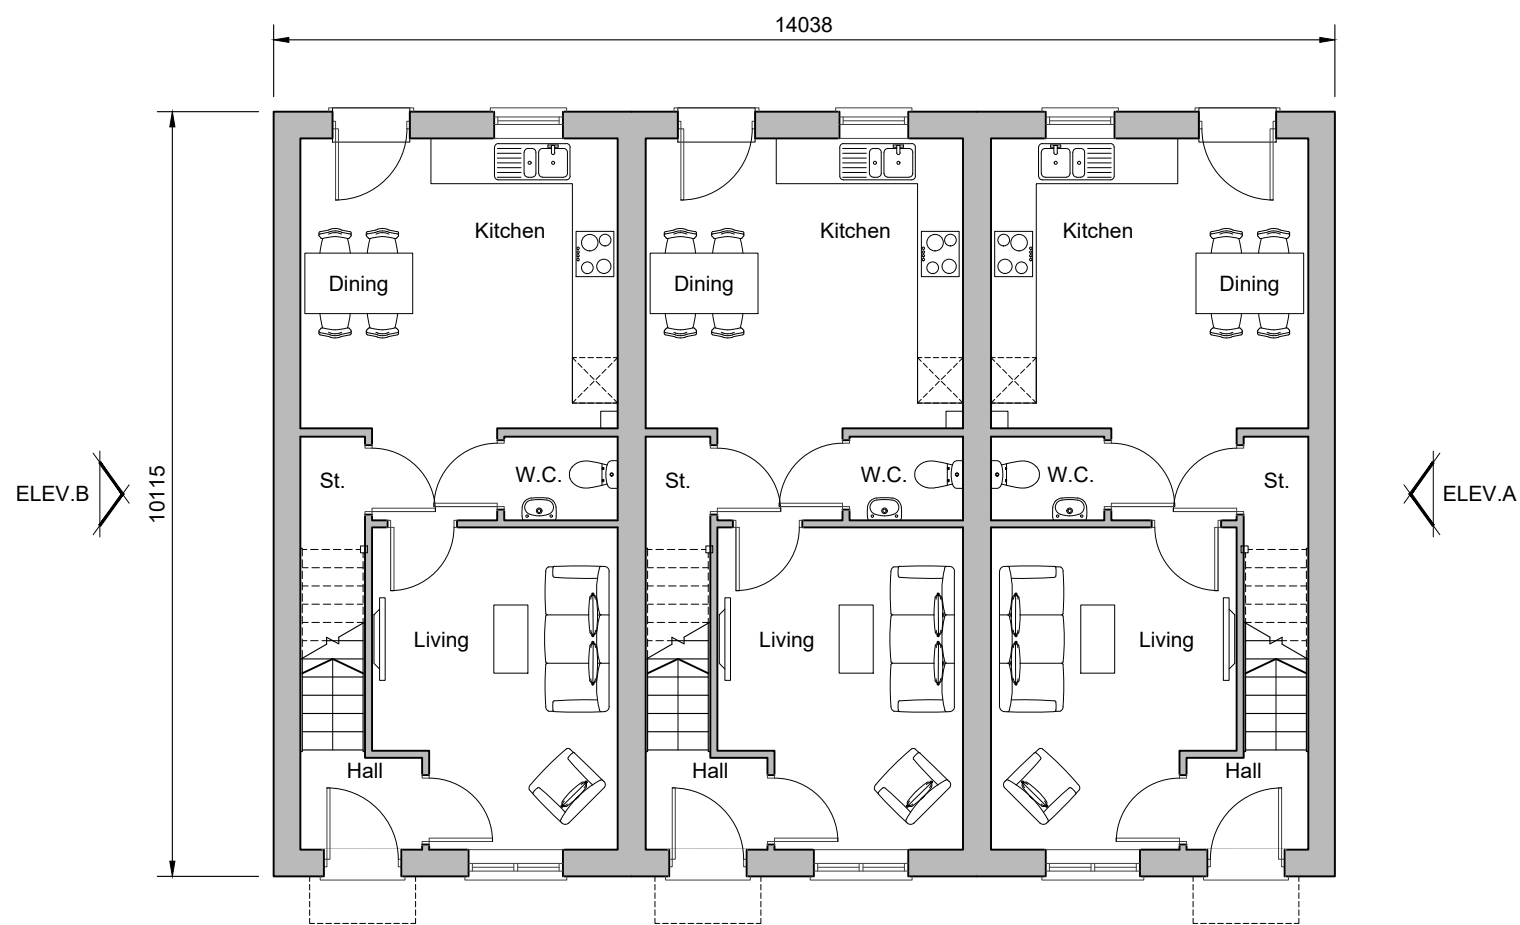 14038
Kitchen
Kitchen
Kitchen
Dining
Dining
Dining
ELEV.B
10115
St.
W.C.
St.
W.C.
W.C.
St.
ELEV.A
Living
Living
Living
Hall
Hall
Hall